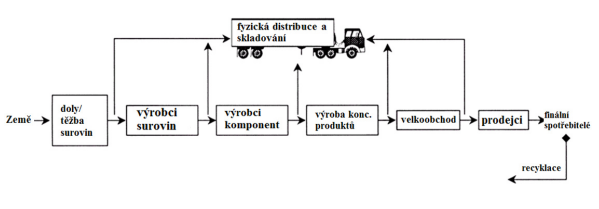 fyzická distribuce a
skladování
Země
doly/
těžba
surovin
výrobci
surovin
výrobci
komponent
výroba konc.
produktů
velkoobchod
prodejci
finální
spotřebitelé
recyklace